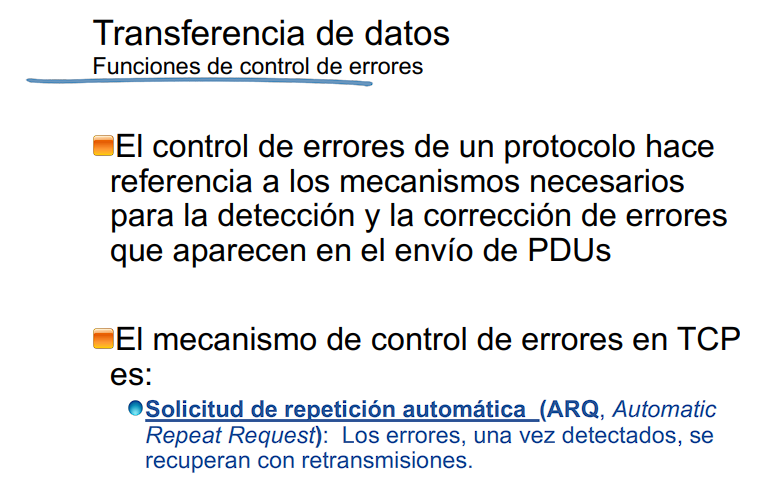 Transferencia de datos
Funciones de control de errores
El control de errores de un protocolo hace
referencia a los mecanismos necesarios
para la detección y la corrección de errores
que aparecen en el envío de PDUs
El mecanismo de control de errores en TCP
es:
Solicitud de repetición automática (ARQ, Automatic
Repeat Request): Los errores, una vez detectados, se
recuperan con retransmisiones.